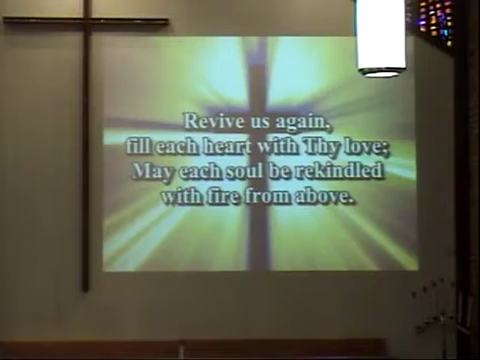 Revive us again,
fill each heart with Thy love;
May each soul be rekindled
with fire from above.